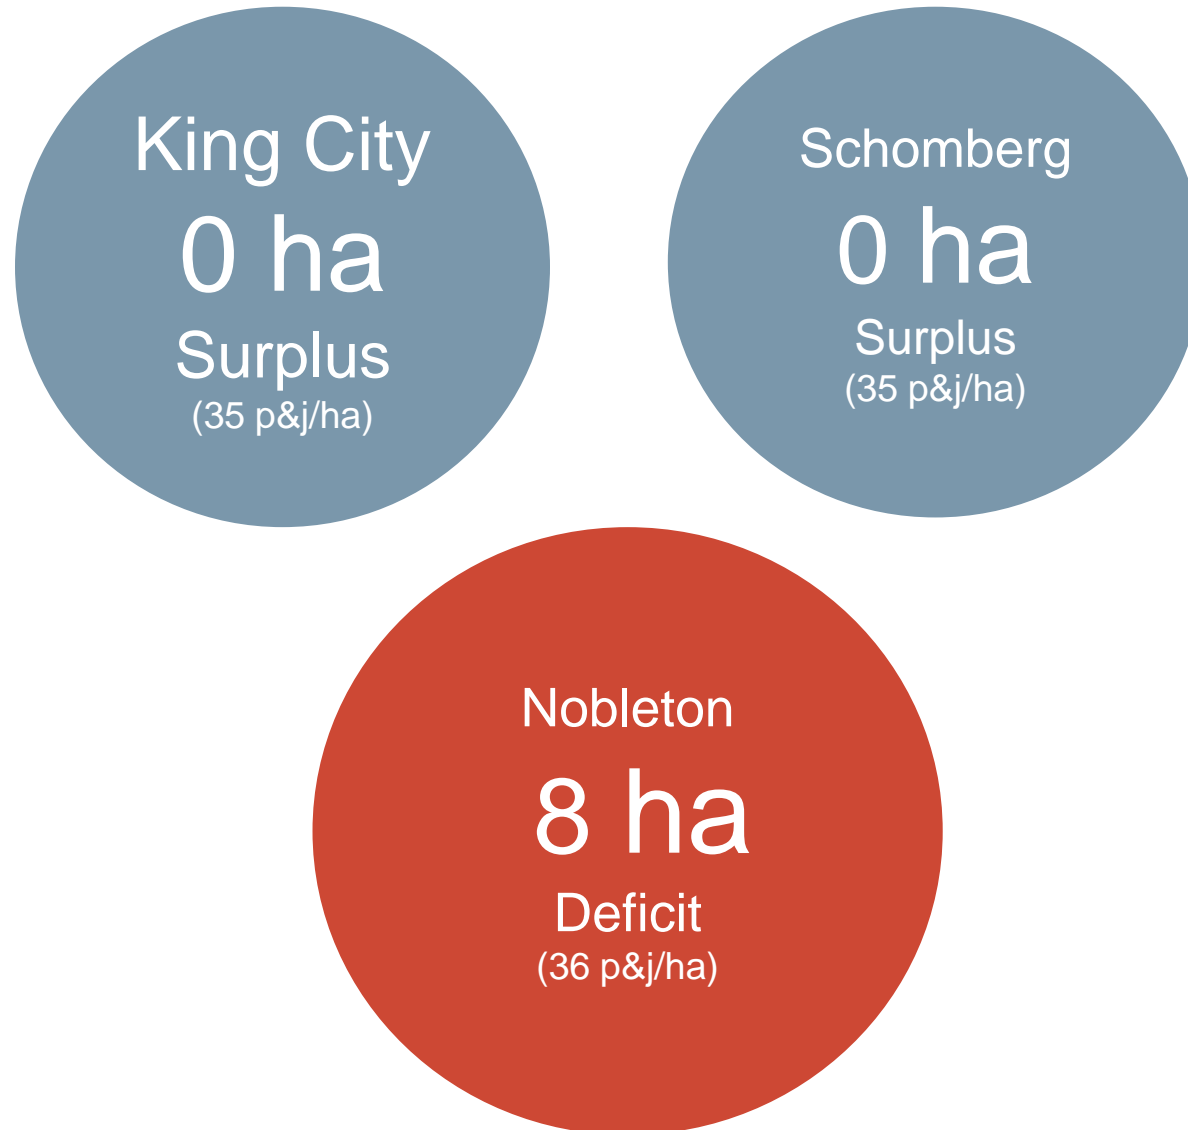 King City
0 ha
Surplus
(35 p&j/ha)
Schomberg
0 ha
Surplus
(35 p&j/ha)
Nobleton
8 ha
Deficit
(36 p&j/ha)